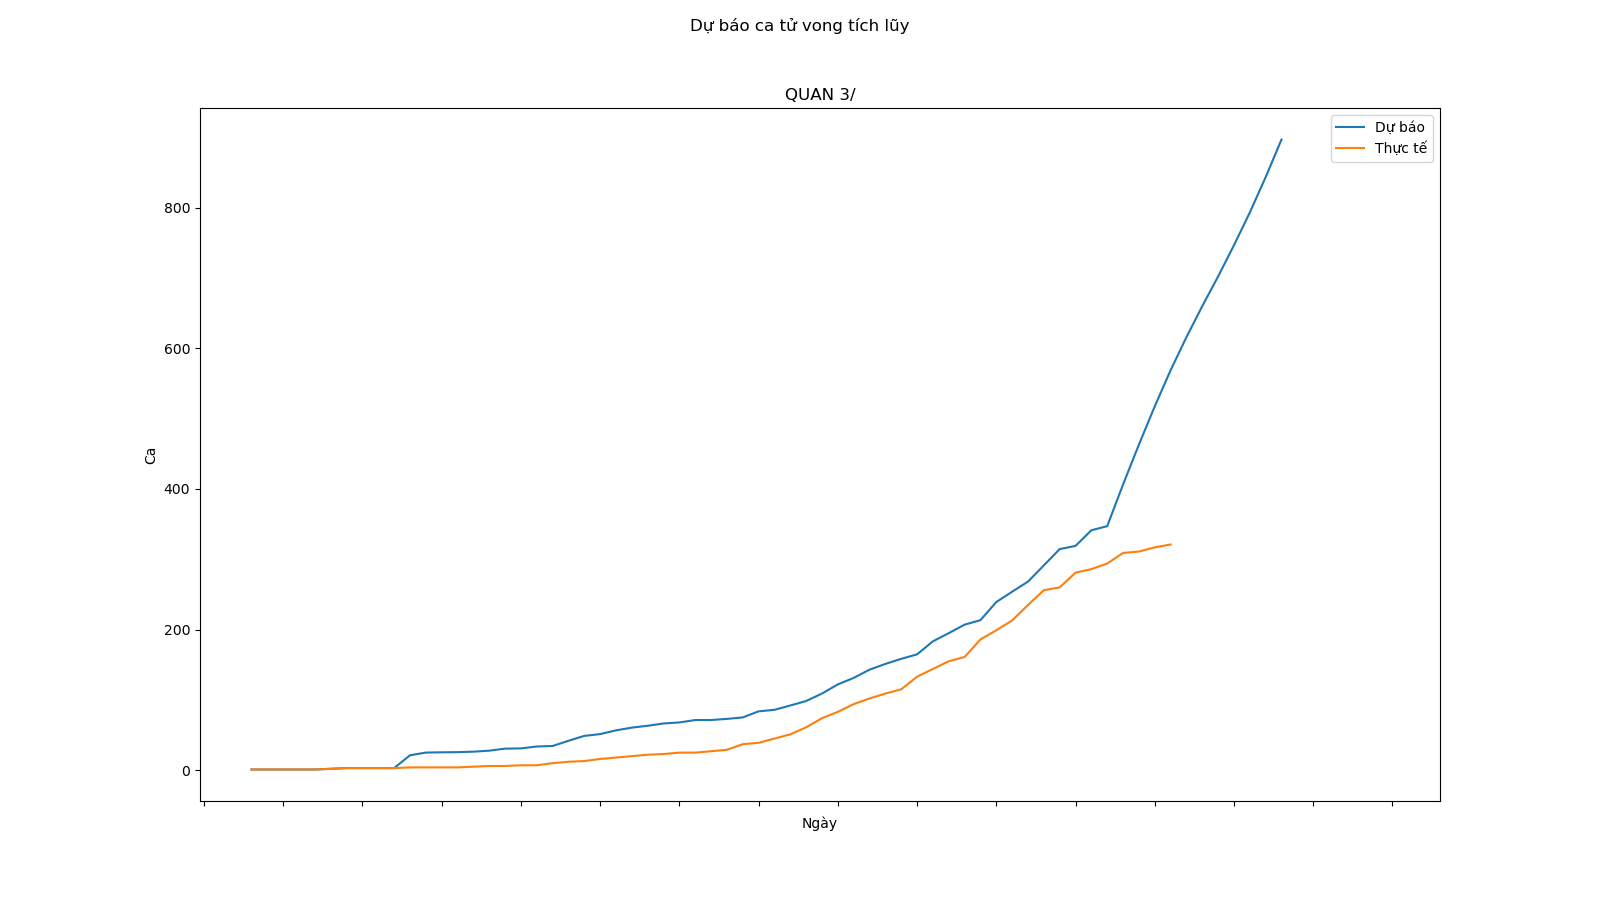 Dự báo ca tử vong tích lũy
QUAN 3/
Dự báo
Thực tế
800
600
400
200
0
Ca
Ngày